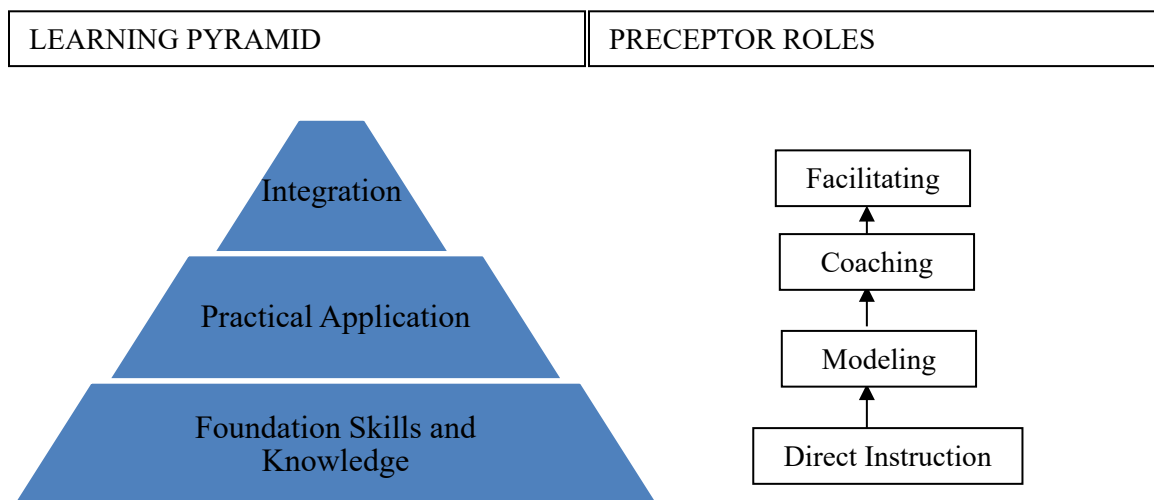 LEARNING PYRAMID
PRECEPTOR ROLES
Integration
Practical Application
Foundation Skills and
Knowledge
Facilitating
Coaching
Modeling
Direct Instruction